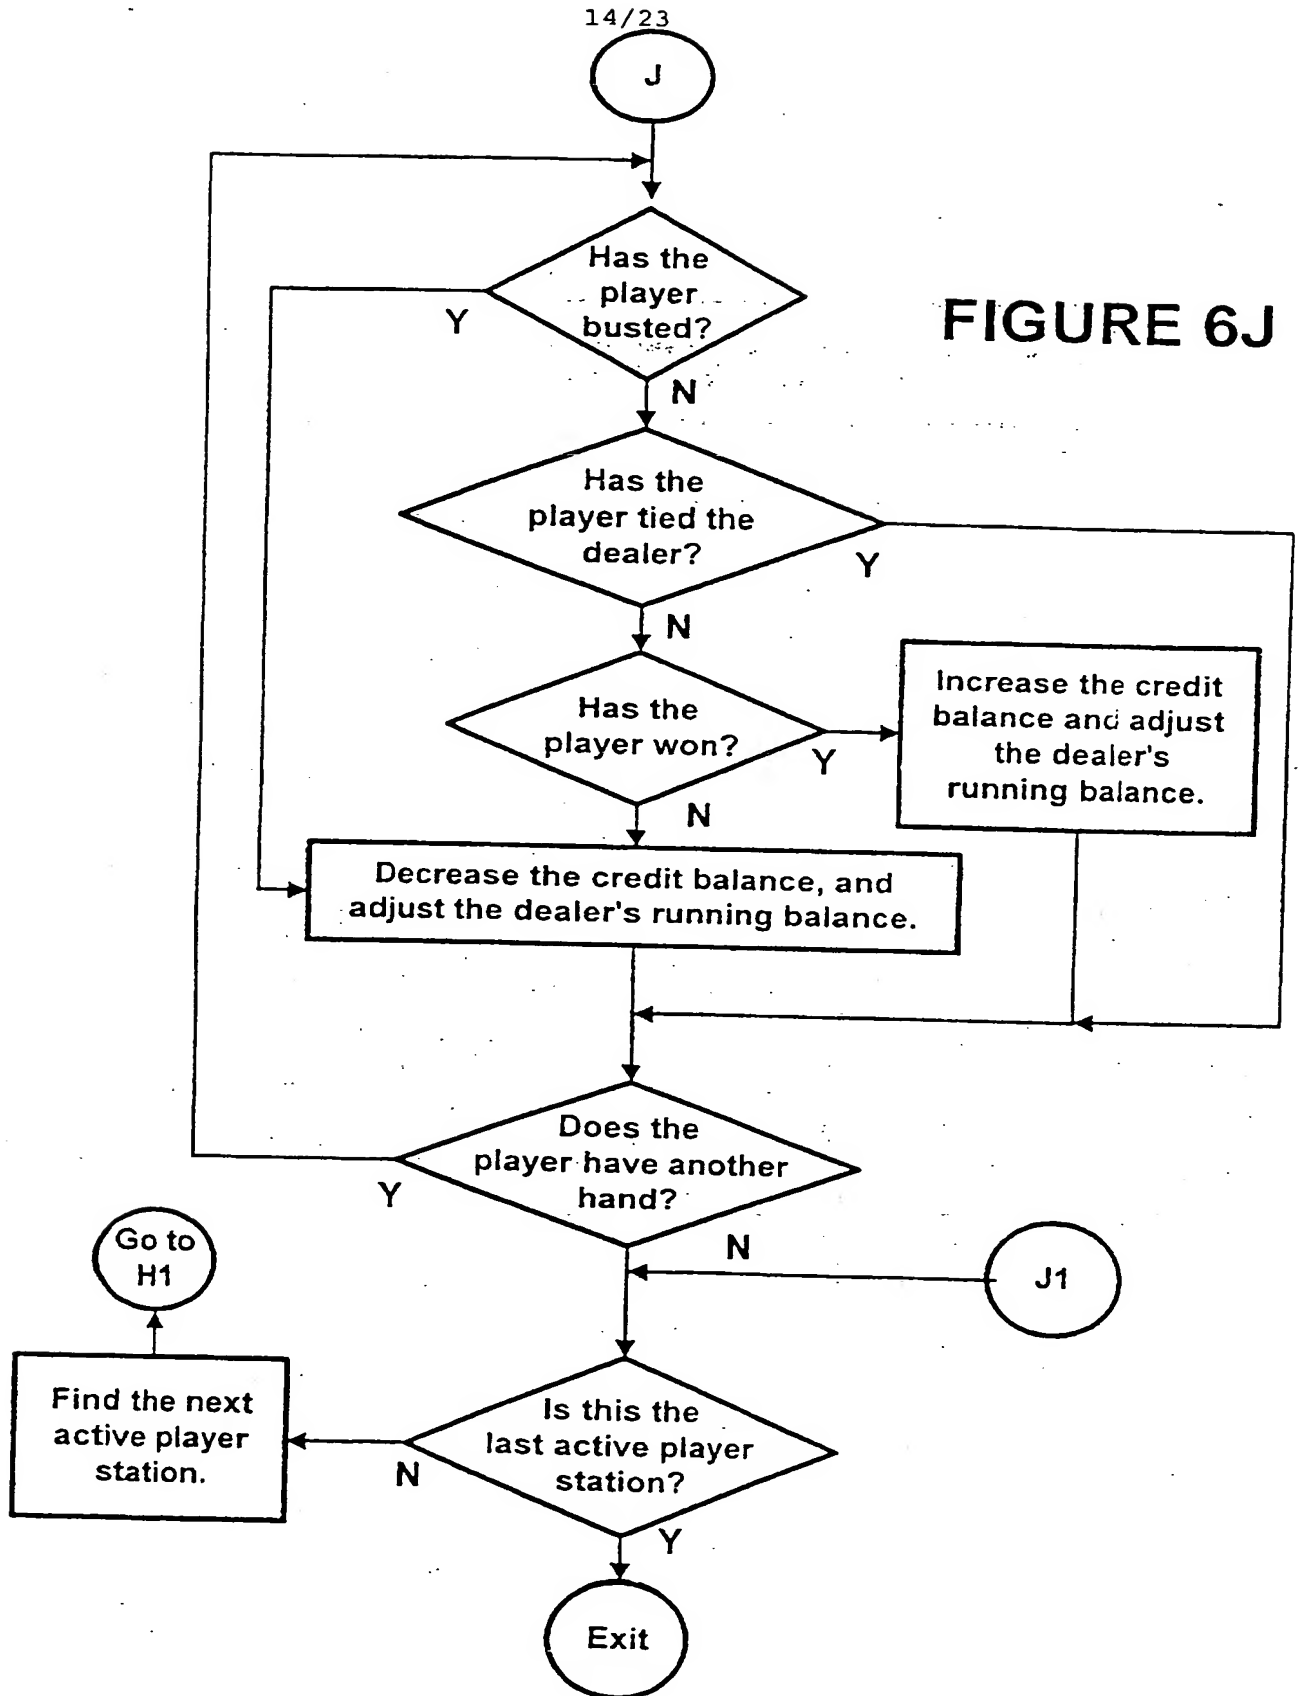 14/23
J
Has the
player
busted?
Y
FIGURE 6J
N
Has the
player tied the
dealer?
Y
N
Has the
player won?
Y
Increase the credit
balance and adjust
the dealer's
running balance.
N
Decrease the credit balance, and
adjust the dealer's running balance.
Does the
player have another
hand?
Y
N
Go to
H1
J1
Find the next
active player
station.
Is this the
last active player
station?
N
Y
Exit